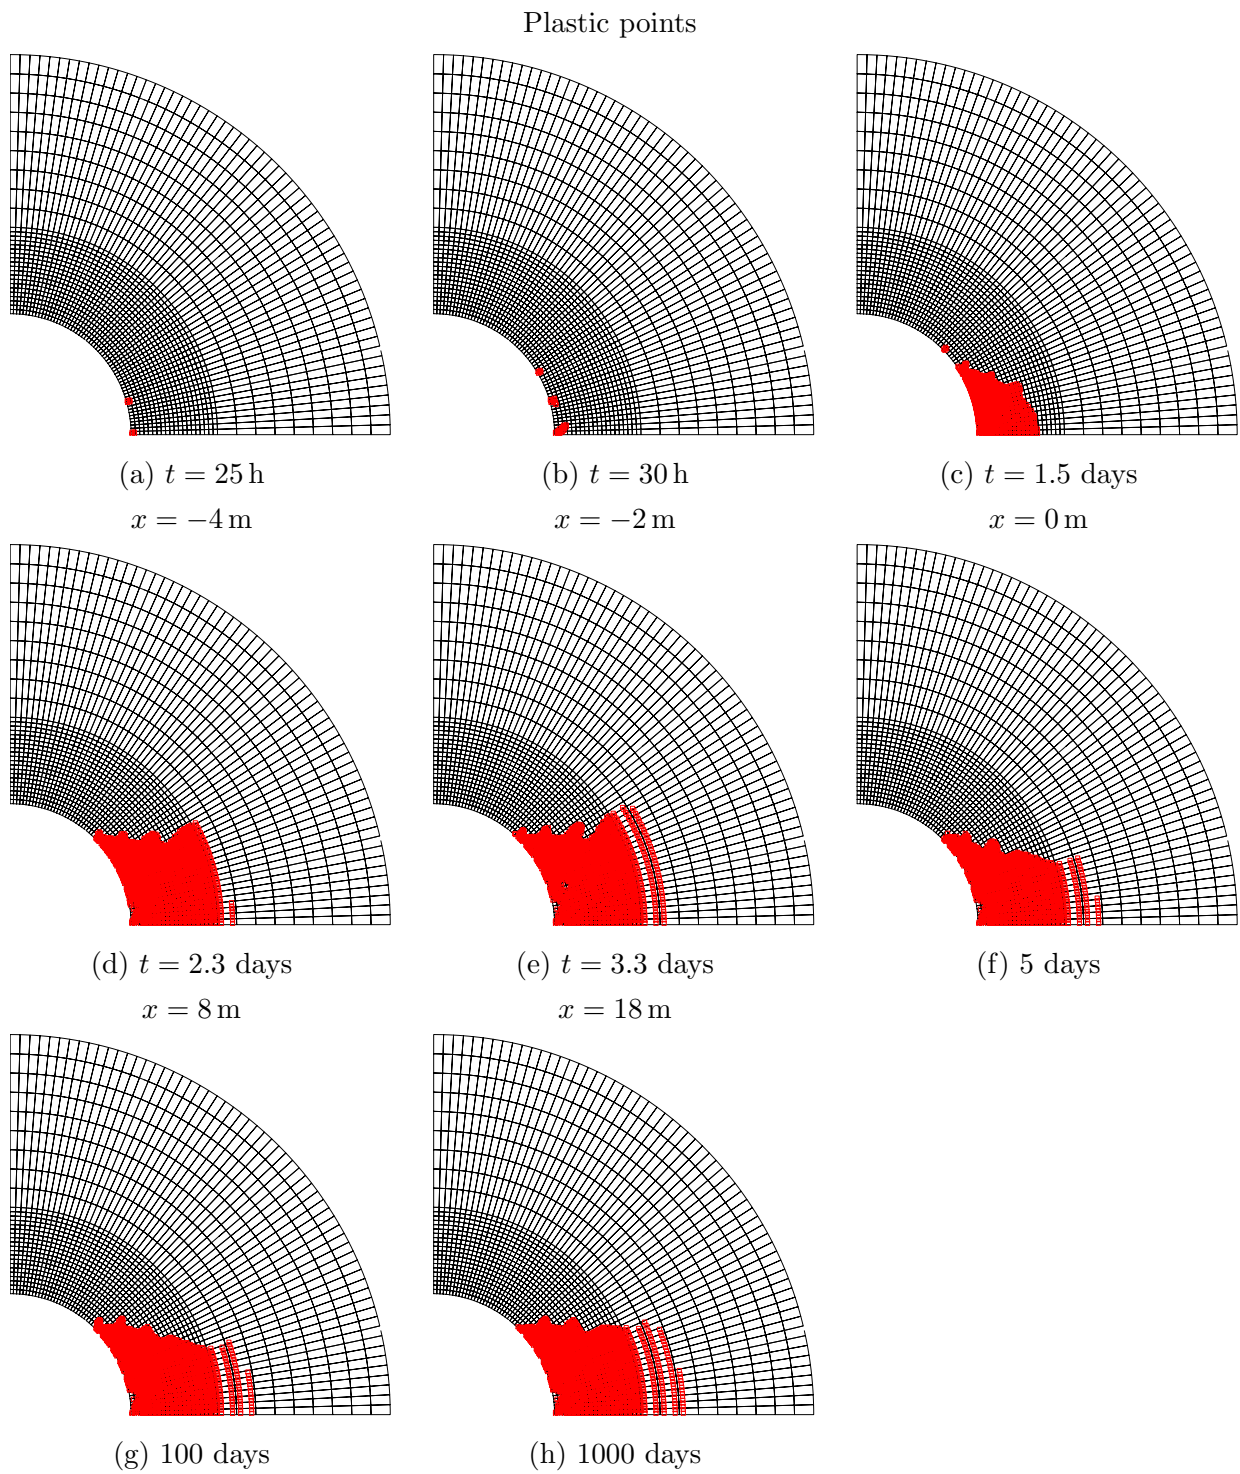 Plastic points
(a) t = 25 h
(b) t = 30 h
(c) t = 1.5 days
x = −4 m
x = −2 m
x = 0 m
(d) t = 2.3 days
(e) t = 3.3 days
(f) 5 days
x = 8 m
x = 18 m
(g) 100 days
(h) 1000 days